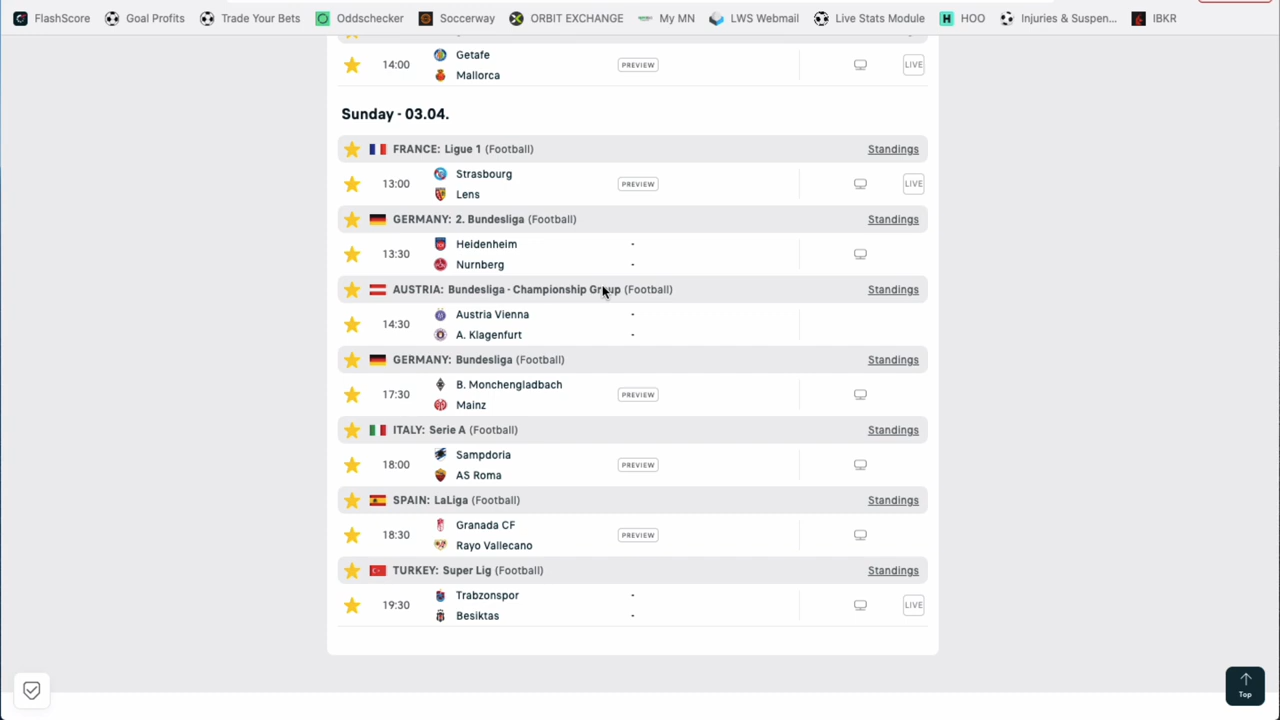 FlashScore Goal Profits Trade Your Bets Oddschecker Soccerway ORBIT EXCHANGE My MN LWS Webmail Live Stats Module HOO Injuries & Suspen... IBKR
14:00 Getafe PREVIEW LIVE
Mallorca
Sunday - 03.04.
FRANCE: Ligue 1 (Football) Standings
13:00 Strasbourg PREVIEW LIVE
Lens
GERMANY: 2. Bundesliga (Football) Standings
13:30 Heidenheim -
Nurnberg -
AUSTRIA: Bundesliga - Championship Group (Football) Standings
14:30 Austria Vienna -
A. Klagenfurt -
GERMANY: Bundesliga (Football) Standings
17:30 B. Monchengladbach PREVIEW
Mainz
ITALY: Serie A (Football) Standings
18:00 Sampdoria PREVIEW
AS Roma
SPAIN: LaLiga (Football) Standings
18:30 Granada CF PREVIEW
Rayo Vallecano
TURKEY: Super Lig (Football) Standings
19:30 Trabzonspor - LIVE
Besiktas -
Top